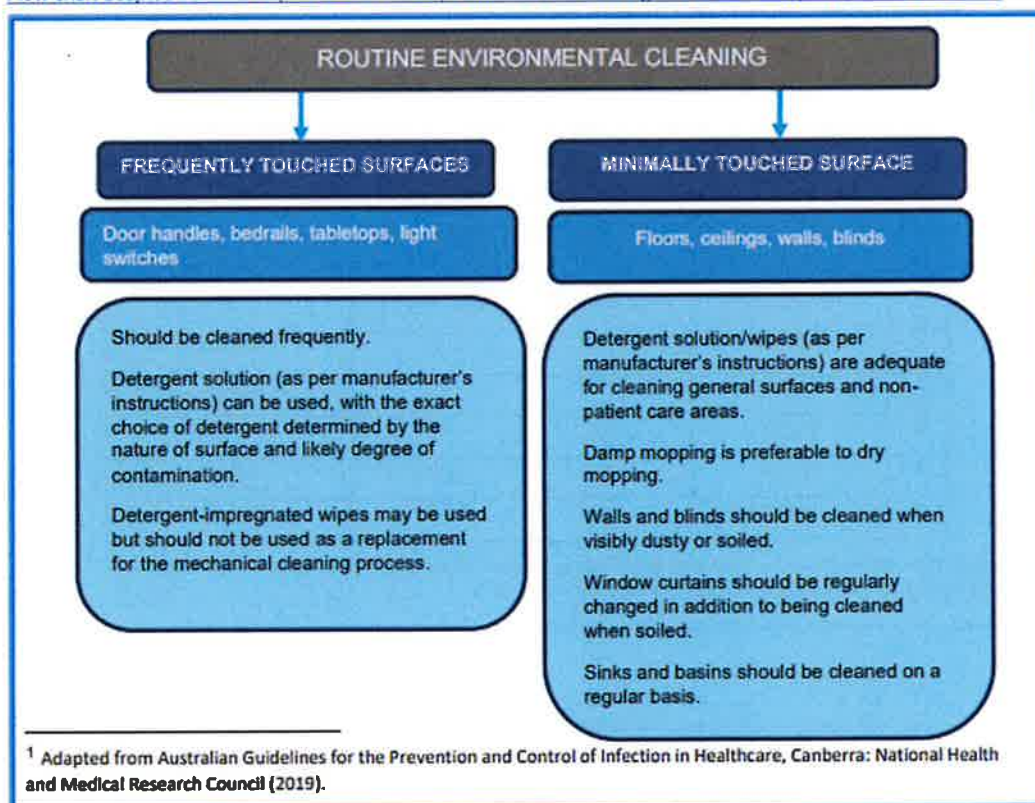 ROUTINE ENVIRONMENTAL CLEANING
FREQUENTLY TOUCHED SURFACES
Door handles, bedrails, tabletops, light
switches
Should be cleaned frequently.
Detergent solution (as per manufacturer's
instructions) can be used, with the exact
choice of detergent determined by the
nature of surface and likely degree of
contamination.
Detergent-impregnated wipes may be used
but should not be used as a replacement
for the mechanical cleaning process.
MINIMALLY TOUCHED SURFACE
Floors, ceilings, walls, blinds
Detergent solution/wipes (as per
manufacturer's instructions) are adequate
for cleaning general surfaces and non-
patient care areas.
Damp mopping is preferable to dry
mopping.
Walls and blinds should be cleaned when
visibly dusty or soiled.
Window curtains should be regularly
changed in addition to being cleaned
when soiled.
Sinks and basins should be cleaned on a
regular basis.
1 Adapted from Australian Guidelines for the Prevention and Control of Infection in Healthcare, Canberra: National Health
and Medical Research Council (2019).